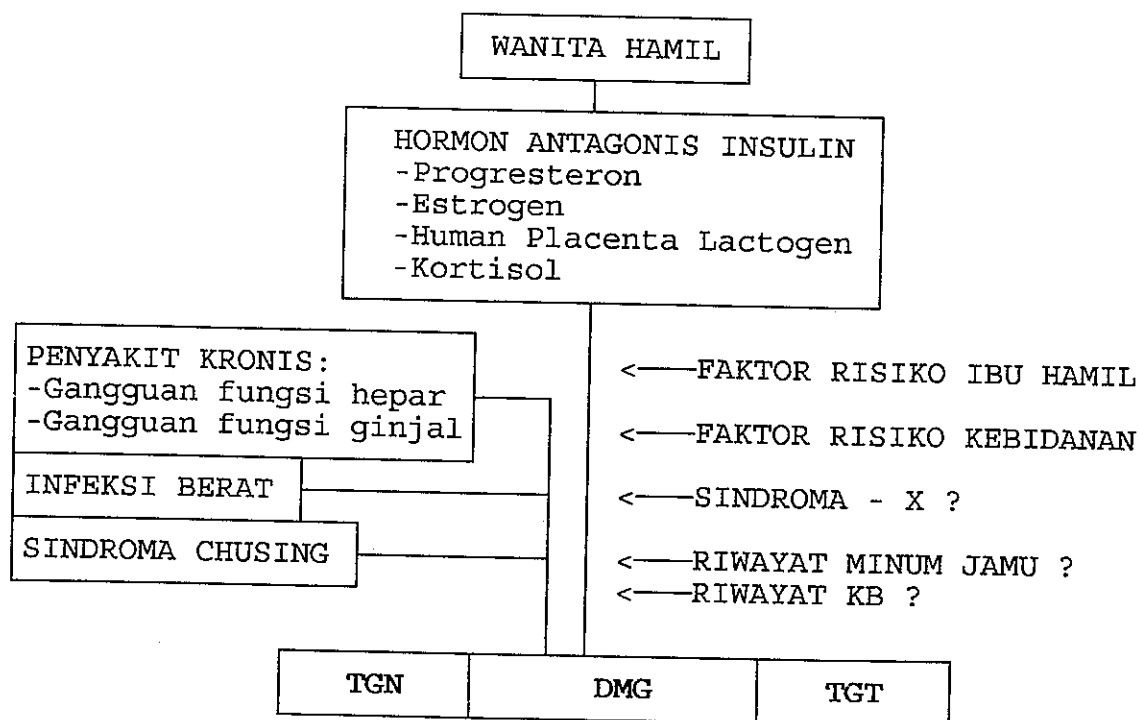 WANITA HAMIL
HORMON ANTAGONIS INSULIN
-Progresteron
-Estrogen
-Human Placenta Lactogen
-Kortisol
PENYAKIT KRONIS:
-Gangguan fungsi hepar
-Gangguan fungsi ginjal
INFEKSI BERAT
SINDROMA CHUSING
<——FAKTOR RISIKO IBU HAMIL
<——FAKTOR RISIKO KEBIDANAN
<——SINDROMA - X ?
<——RIWAYAT MINUM JAMU ?
<——RIWAYAT KB ?
TGN DMG TGT